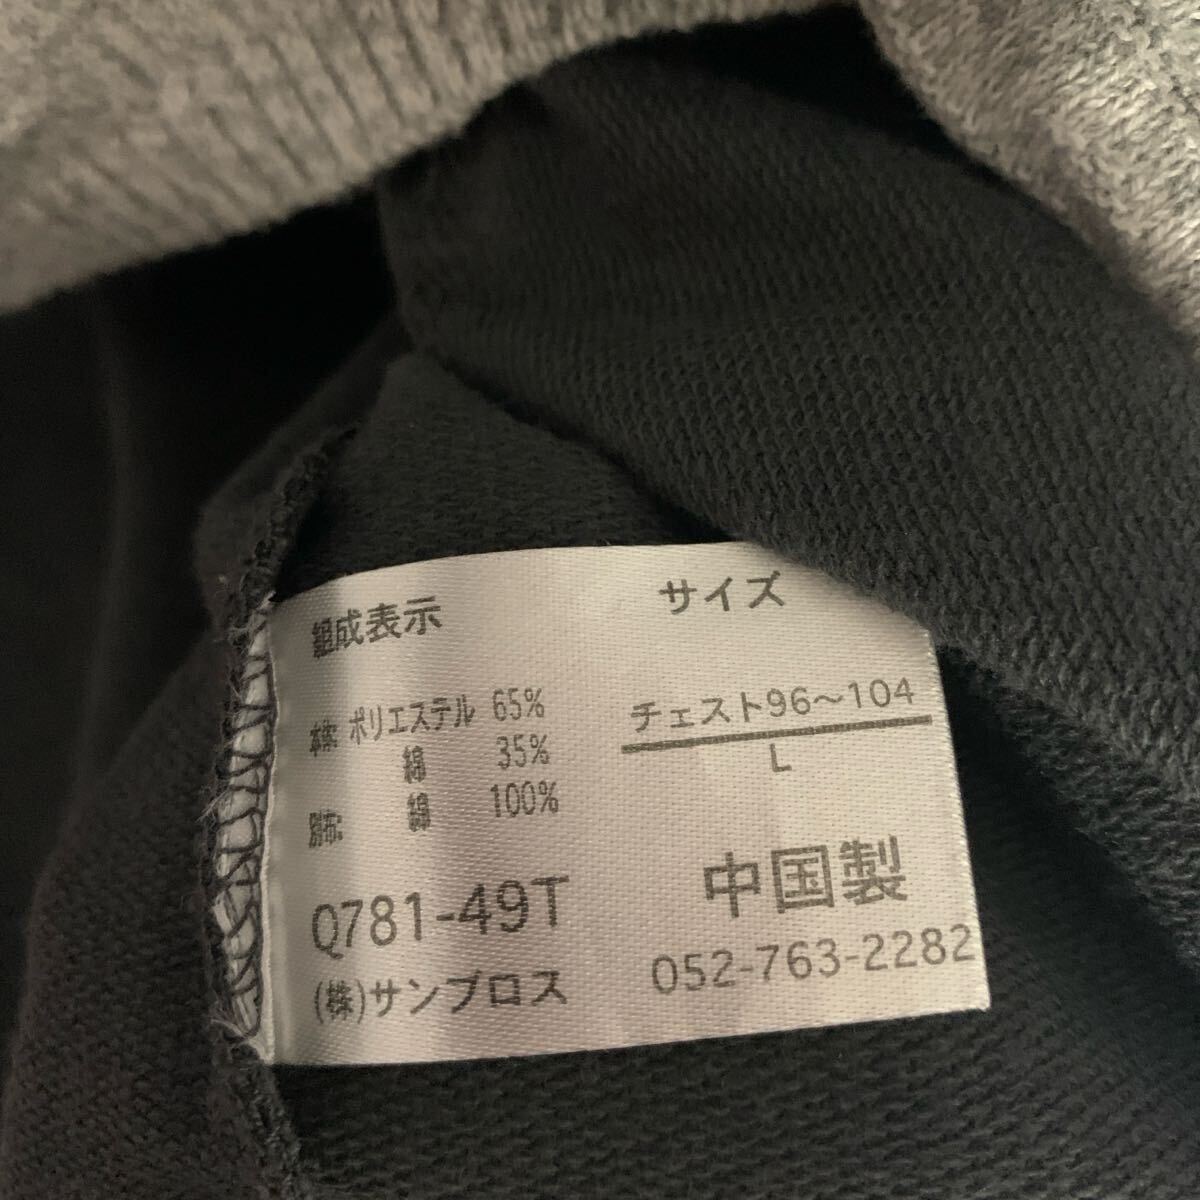 組成表示
本体: ポリエステル 65%
綿 35%
別布: 綿 100%
Q781-49T
(株)サンブロス
サイズ
チェスト96～104
L
中国製
052-763-2282